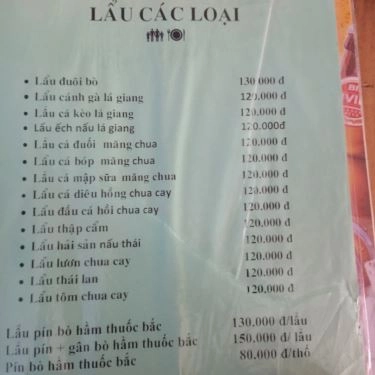 LẨU CÁC LOẠI
• Lẩu đuôi bò 130.000 đ
• Lẩu cánh gà lá giang 120.000 đ
• Lẩu cá kèo lá giang 120.000 đ
• Lẩu ếch nấu lá giang 120.000đ
• Lẩu cá đuối măng chua 120.000 đ
• Lẩu cá bóp măng chua 120.000 đ
• Lẩu cá mập sữa măng chua 120.000 đ
• Lẩu cá diêu hồng chua cay 120.000 đ
• Lẩu đầu cá hồi chua cay 120.000 đ
• Lẩu thập cẩm 120.000 đ
• Lẩu hải sản nấu thái 120.000 đ
• Lẩu lươn chua cay 120.000 đ
• Lẩu thái lan 120.000 đ
• Lẩu tôm chua cay 120.000 đ
Lẩu pín bò hầm thuốc bắc 130.000 đ/lẩu
Lẩu pín + gân bò hầm thuốc bắc 150.000 đ/ lẩu
Pín bò hầm thuốc bắc 80.000 đ/thố